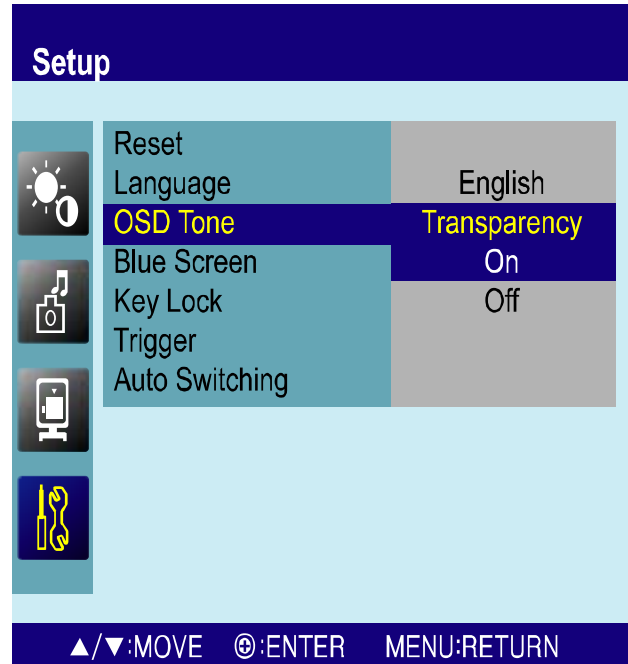 Setup
Reset
Language English
OSD Tone Transparency
Blue Screen On
Key Lock Off
Trigger
Auto Switching
▲/▼:MOVE ⊕:ENTER MENU:RETURN